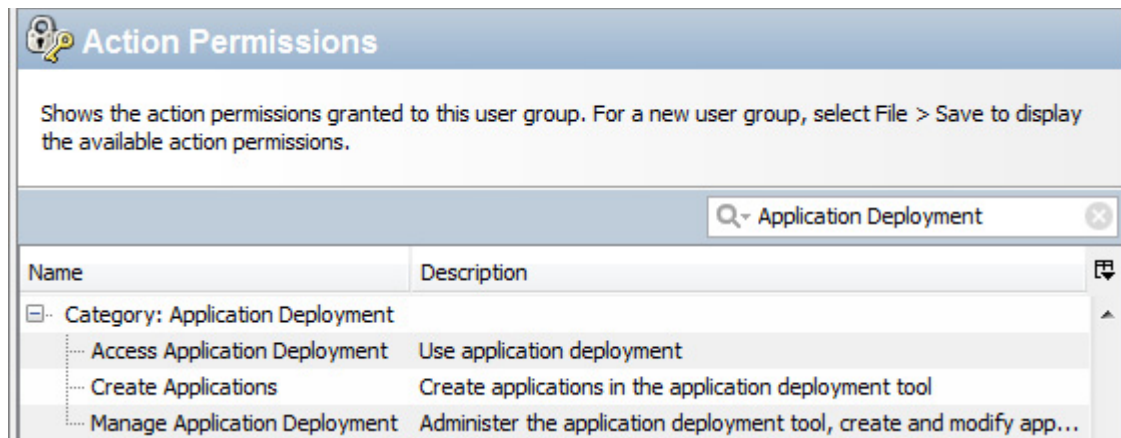 Action Permissions
Shows the action permissions granted to this user group. For a new user group, select File > Save to display
the available action permissions.
Application Deployment
Name Description
Category: Application Deployment
Access Application Deployment Use application deployment
Create Applications Create applications in the application deployment tool
Manage Application Deployment Administer the application deployment tool, create and modify app...